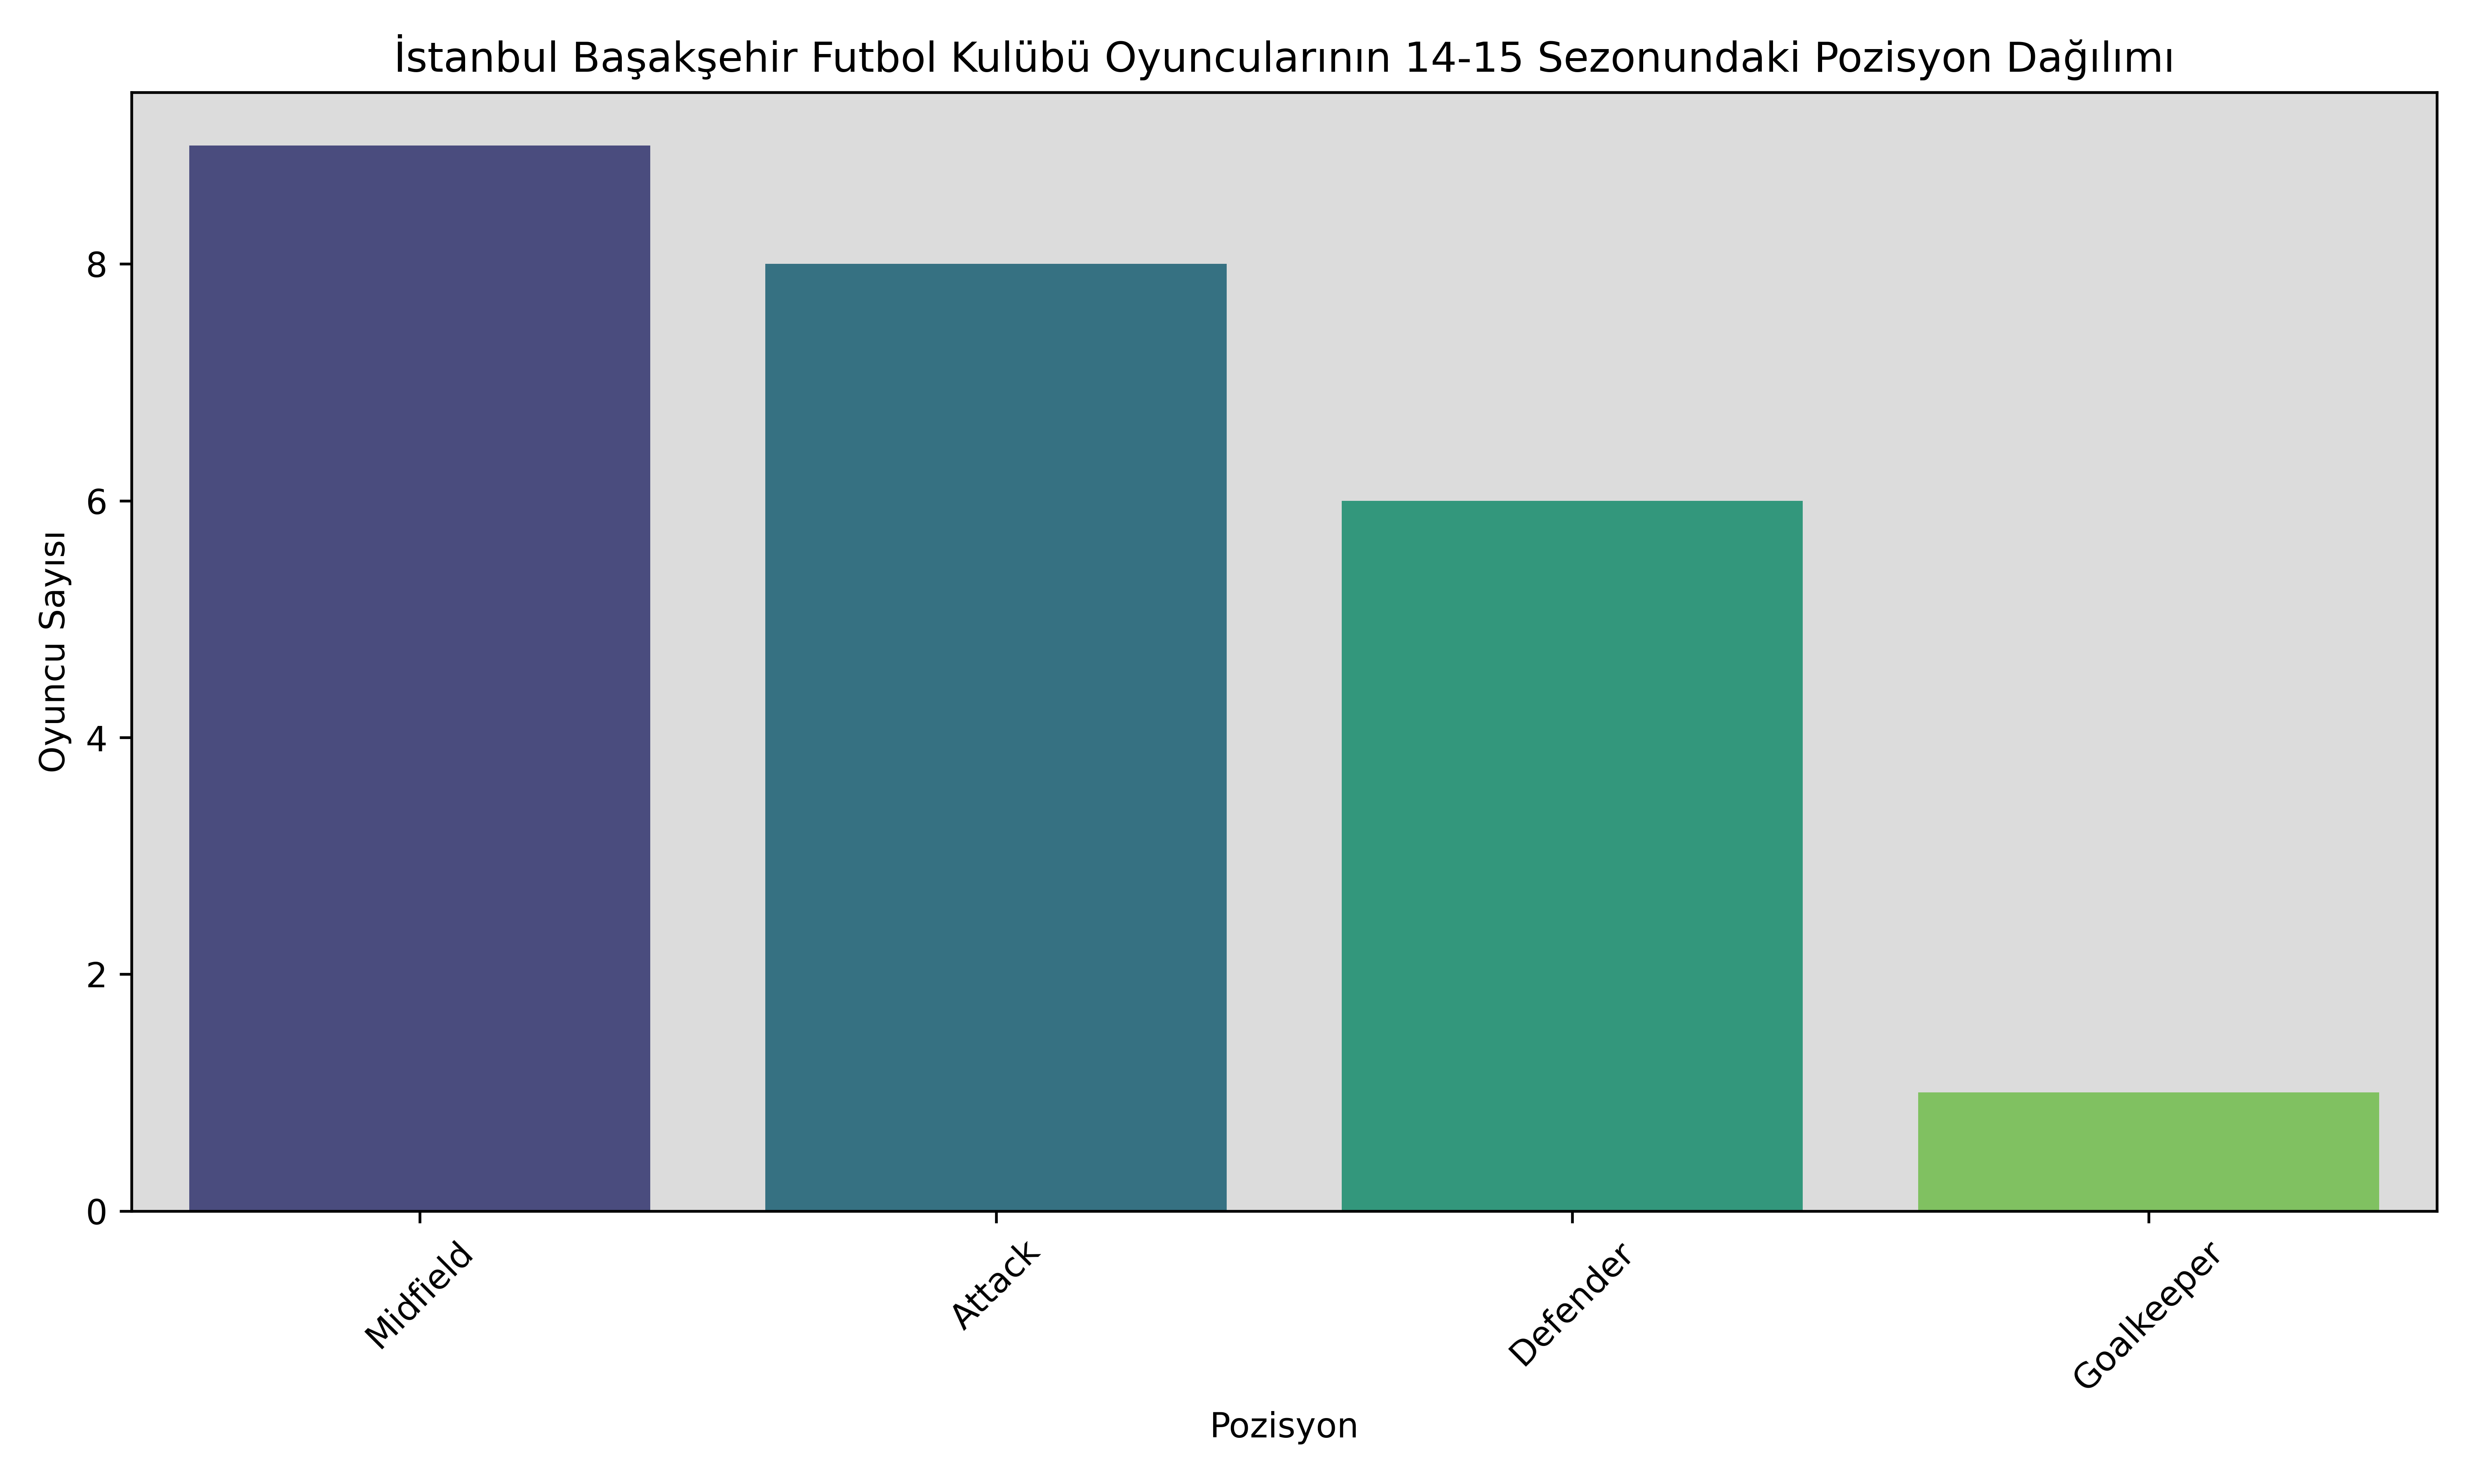 İstanbul Başakşehir Futbol Kulübü Oyuncularının 14-15 Sezonundaki Pozisyon Dağılımı
Oyuncu Sayısı
8
6
4
2
0
Midfield
Attack
Defender
Goalkeeper
Pozisyon